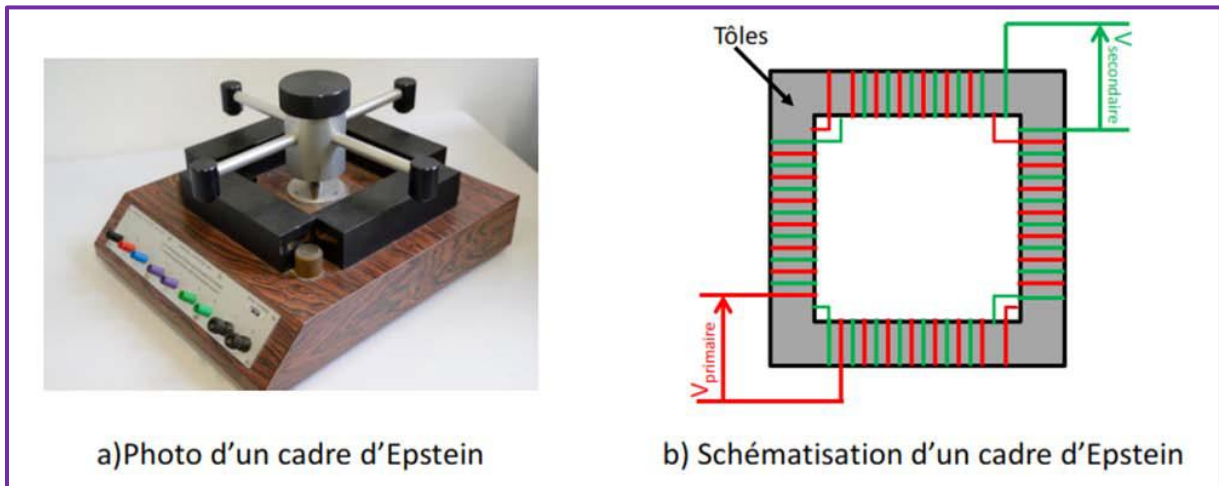 Tôles
V secondaire
V primaire
a)Photo d'un cadre d'Epstein
b) Schématisation d'un cadre d'Epstein